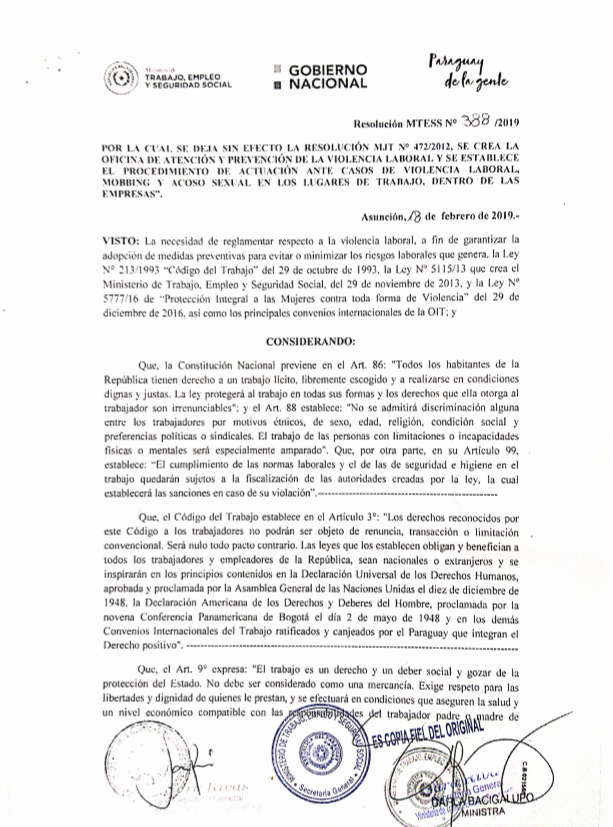 TRABAJO, EMPLEO
Y SEGURIDAD SOCIAL
GOBIERNO
NACIONAL
Paraguay
de la gente
Resolución MTESS Nº 388 /2019
POR LA CUAL SE DEJA SIN EFECTO LA RESOLUCIÓN MJT Nº 472/2012, SE CREA LA
OFICINA DE ATENCIÓN Y PREVENCIÓN DE LA VIOLENCIA LABORAL Y SE ESTABLECE
EL PROCEDIMIENTO DE ACTUACIÓN ANTE CASOS DE VIOLENCIA LABORAL,
MOBBING Y ACOSO SEXUAL EN LOS LUGARES DE TRABAJO, DENTRO DE LAS
EMPRESAS".
Asunción, 18 de febrero de 2019.-
VISTO: La necesidad de reglamentar respecto a la violencia laboral, a fin de garantizar la
adopción de medidas preventivas para evitar o minimizar los riesgos laborales que genera, la Ley
Nº 213/1993 "Código del Trabajo" del 29 de octubre de 1993, la Ley Nº 5115/13 que crea el
Ministerio de Trabajo, Empleo y Seguridad Social, del 29 de noviembre de 2013, y la Ley Nº
5777/16 de "Protección Integral a las Mujeres contra toda forma de Violencia" del 29 de
diciembre de 2016, así como los principales convenios internacionales de la OIT; y
CONSIDERANDO:
Que, la Constitución Nacional previene en el Art. 86: "Todos los habitantes de la
República tienen derecho a un trabajo lícito, libremente escogido y a realizarse en condiciones
dignas y justas. La ley protegerá al trabajo en todas sus formas y los derechos que ella otorga al
trabajador son irrenunciables"; y el Art. 88 establece: "No se admitirá discriminación alguna
entre los trabajadores por motivos étnicos, de sexo, edad, religión, condición social y
preferencias políticas o sindicales. El trabajo de las personas con limitaciones o incapacidades
físicas o mentales será especialmente amparado". Que, por otra parte, en su Artículo 99,
establece: "El cumplimiento de las normas laborales y el de las de seguridad e higiene en el
trabajo quedarán sujetos a la fiscalización de las autoridades creadas por la ley, la cual
establecerá las sanciones en caso de su violación".------------------------------------------
Que, el Código del Trabajo establece en el Artículo 3º: "Los derechos reconocidos por
este Código a los trabajadores no podrán ser objeto de renuncia, transacción o limitación
convencional. Será nulo todo pacto contrario. Las leyes que los establecen obligan y benefician a
todos los trabajadores y empleadores de la República, sean nacionales o extranjeros y se
inspirarán en los principios contenidos en la Declaración Universal de los Derechos Humanos,
aprobada y proclamada por la Asamblea General de las Naciones Unidas el diez de diciembre de
1948, la Declaración Americana de los Derechos y Deberes del Hombre, proclamada por la
novena Conferencia Panamericana de Bogotá el día 2 de mayo de 1948 y en los demás
Convenios Internacionales del Trabajo ratificados y canjeados por el Paraguay que integran el
Derecho positivo". ------------------------------------------
Que, el Art. 9º expresa: "El trabajo es un derecho y un deber social y gozar de la
protección del Estado. No debe ser considerado como una mercancía. Exige respeto para las
libertades y dignidad de quienes le prestan, y se efectuará en condiciones que aseguren la salud y
un nivel económico compatible con las responsabilidades del trabajador padre o madre de
ES COPIA FIEL DEL ORIGINAL
MINISTERIO DE TRABAJO, EMPLEO Y SEGURIDAD SOCIAL
Secretaría General
CARLA BACIGALUPO
MINISTRA